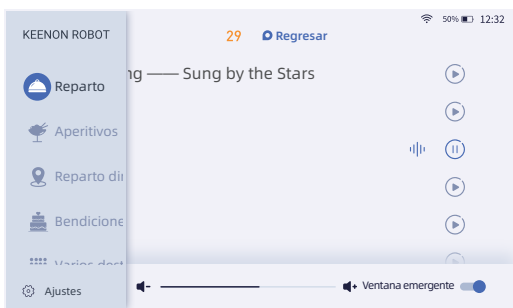 50% 12:32
KEENON ROBOT
29 Regresar
ng —— Sung by the Stars
Reparto
Aperitivos
Reparto
Bendicione
Varios
Ajustes
Ventana emergente